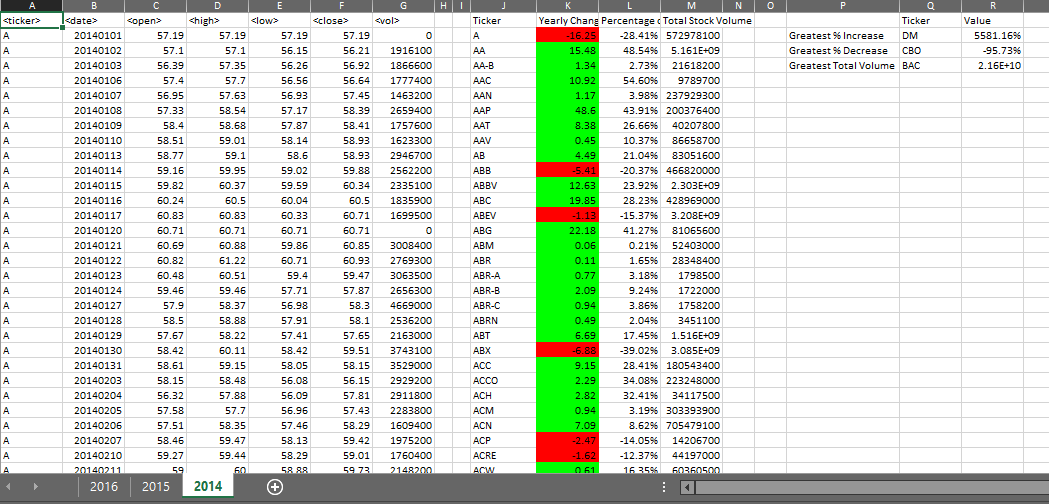 A B C D E F G H I J K L M N O P Q R
<ticker> <date> <open> <high> <low> <close> <vol> Ticker Yearly Chang Percentage c Total Stock Volume Ticker Value
A 20140101 57.19 57.19 57.19 57.19 0 A -16.25 -28.41% 572978100 Greatest % Increase DM 5581.16%
A 20140102 57.1 57.1 56.15 56.21 1916100 AA 15.48 48.54% 5.161E+09 Greatest % Decrease CBO -95.73%
A 20140103 56.39 57.35 56.26 56.92 1866600 AA-B 1.34 2.73% 21618200 Greatest Total Volume BAC 2.16E+10
A 20140106 57.4 57.7 56.56 56.64 1777400 AAC 10.92 54.60% 9789700
A 20140107 56.95 57.63 56.93 57.45 1463200 AAN 1.17 3.98% 237929300
A 20140108 57.33 58.54 57.17 58.39 2659400 AAP 48.6 43.91% 200376400
A 20140109 58.4 58.68 57.87 58.41 1757600 AAT 8.38 26.66% 40207800
A 20140110 58.51 59.01 58.14 58.93 1623300 AAV 0.45 10.37% 86658700
A 20140113 58.77 59.1 58.6 58.93 2946700 AB 4.49 21.04% 83051600
A 20140114 59.16 59.95 59.02 59.88 2562200 ABB -5.41 -20.37% 466820000
A 20140115 59.82 60.37 59.59 60.34 2335100 ABBV 12.63 23.92% 2.303E+09
A 20140116 60.24 60.5 60.04 60.5 1835900 ABC 19.85 28.23% 428969000
A 20140117 60.83 60.83 60.33 60.71 1699500 ABEV -1.13 -15.37% 3.208E+09
A 20140120 60.71 60.71 60.71 60.71 0 ABG 22.18 41.27% 81065600
A 20140121 60.69 60.88 59.86 60.85 3008400 ABM 0.06 0.21% 52403000
A 20140122 60.82 61.22 60.71 60.93 2769300 ABR 0.11 1.65% 28348400
A 20140123 60.48 60.51 59.4 59.47 3063500 ABR-A 0.77 3.18% 1798500
A 20140124 59.46 59.46 57.71 57.87 2656300 ABR-B 2.09 9.24% 1722000
A 20140127 57.9 58.37 56.98 58.3 4669000 ABR-C 0.94 3.86% 1758200
A 20140128 58.5 58.88 57.91 58.1 2536200 ABRN 0.49 2.04% 3451100
A 20140129 57.67 58.22 57.41 57.65 2163000 ABT 6.69 17.45% 1.516E+09
A 20140130 58.42 60.11 58.42 59.51 3743100 ABX -6.88 -39.02% 3.085E+09
A 20140131 58.61 59.15 58.05 58.15 3529000 ACC 9.15 28.41% 180543400
A 20140203 58.15 58.48 56.08 56.15 2929200 ACCO 2.29 34.08% 223248000
A 20140204 56.32 57.88 56.09 57.81 2911800 ACH 2.82 32.41% 34117500
A 20140205 57.58 57.7 56.96 57.43 2283800 ACM 0.94 3.19% 303393900
A 20140206 57.51 58.35 57.46 58.29 1609400 ACN 7.09 8.62% 705479100
A 20140207 58.46 59.47 58.13 59.42 1975200 ACP -2.47 -14.05% 14206700
A 20140210 59.27 59.44 58.29 59.01 1760400 ACRE -1.62 -12.37% 44197000
A 20140211 59 60 58.88 59.73 2148200 ACW 0.61 16.35% 60360500
2016 2015 2014